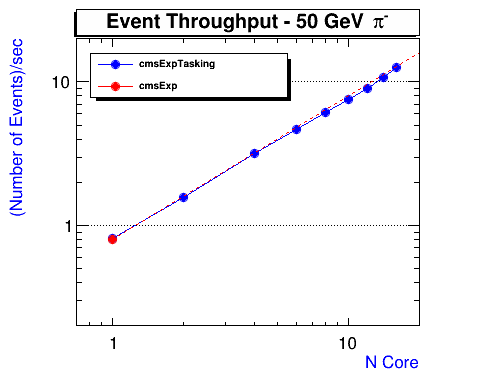 Event Throughput - 50 GeV π⁻
(Number of Events)/sec
cmsExpTasking
cmsExp
10
1
1
10
N Core